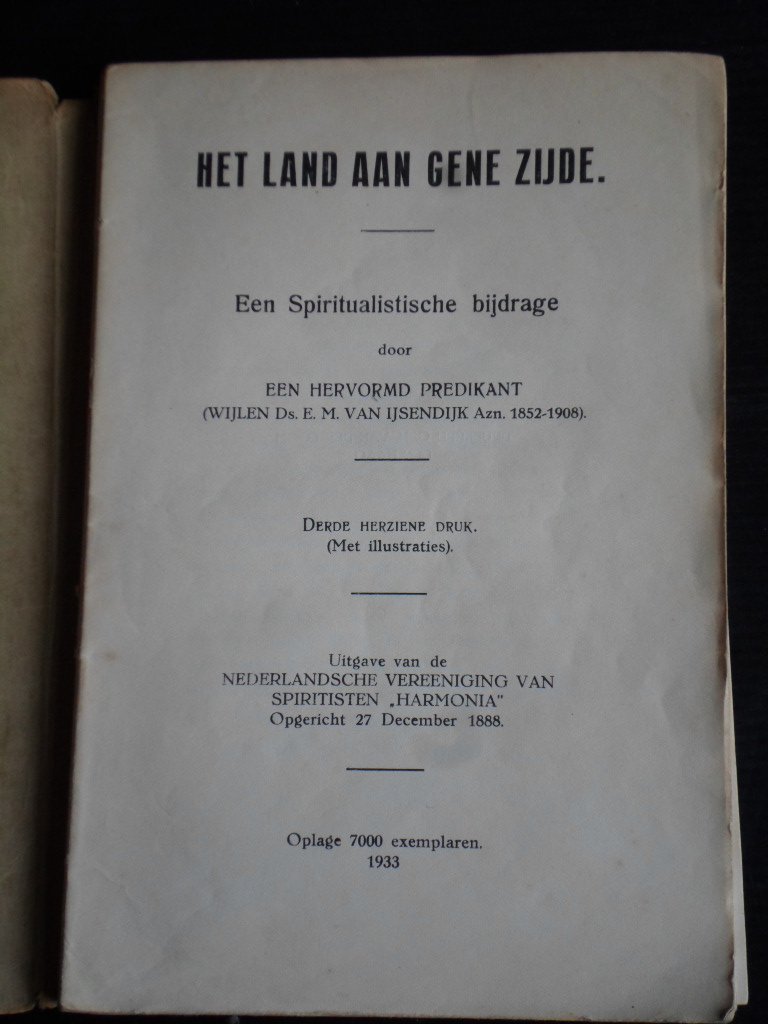 HET LAND AAN GENE ZIJDE.
Een Spiritualistische bijdrage
door
EEN HERVORMD PREDIKANT
(WIJLEN Ds. E. M. VAN IJSENDIJK Azn. 1852-1908).
DERDE HERZIENE DRUK.
(Met illustraties).
Uitgave van de
NEDERLANDSCHE VEREENIGING VAN
SPIRITISTEN „HARMONIA"
Opgericht 27 December 1888.
Oplage 7000 exemplaren.
1933